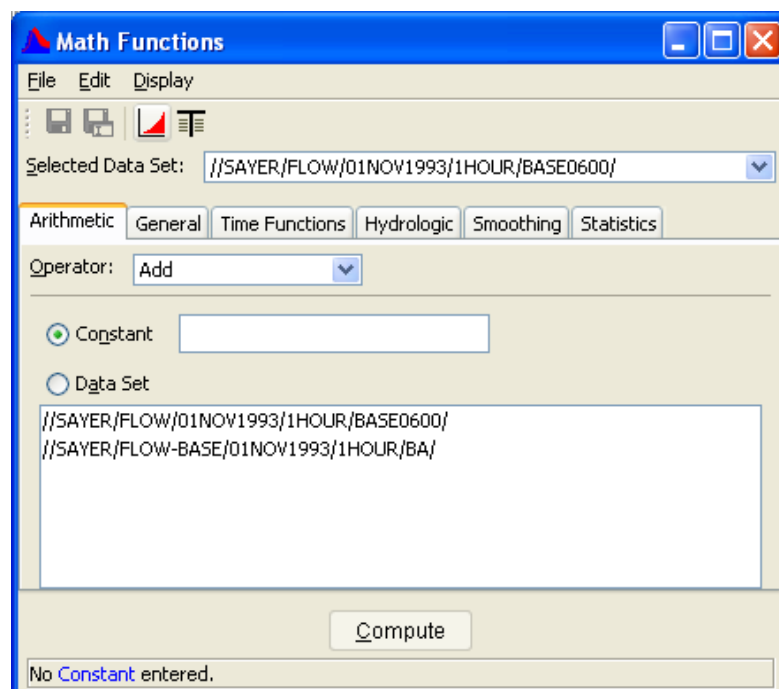 Math Functions
File Edit Display
Selected Data Set: //SAYER/FLOW/01NOV1993/1HOUR/BASE0600/
Arithmetic General Time Functions Hydrologic Smoothing Statistics
Operator: Add
Constant
Data Set
//SAYER/FLOW/01NOV1993/1HOUR/BASE0600/
//SAYER/FLOW-BASE/01NOV1993/1HOUR/BA/
Compute
No Constant entered.